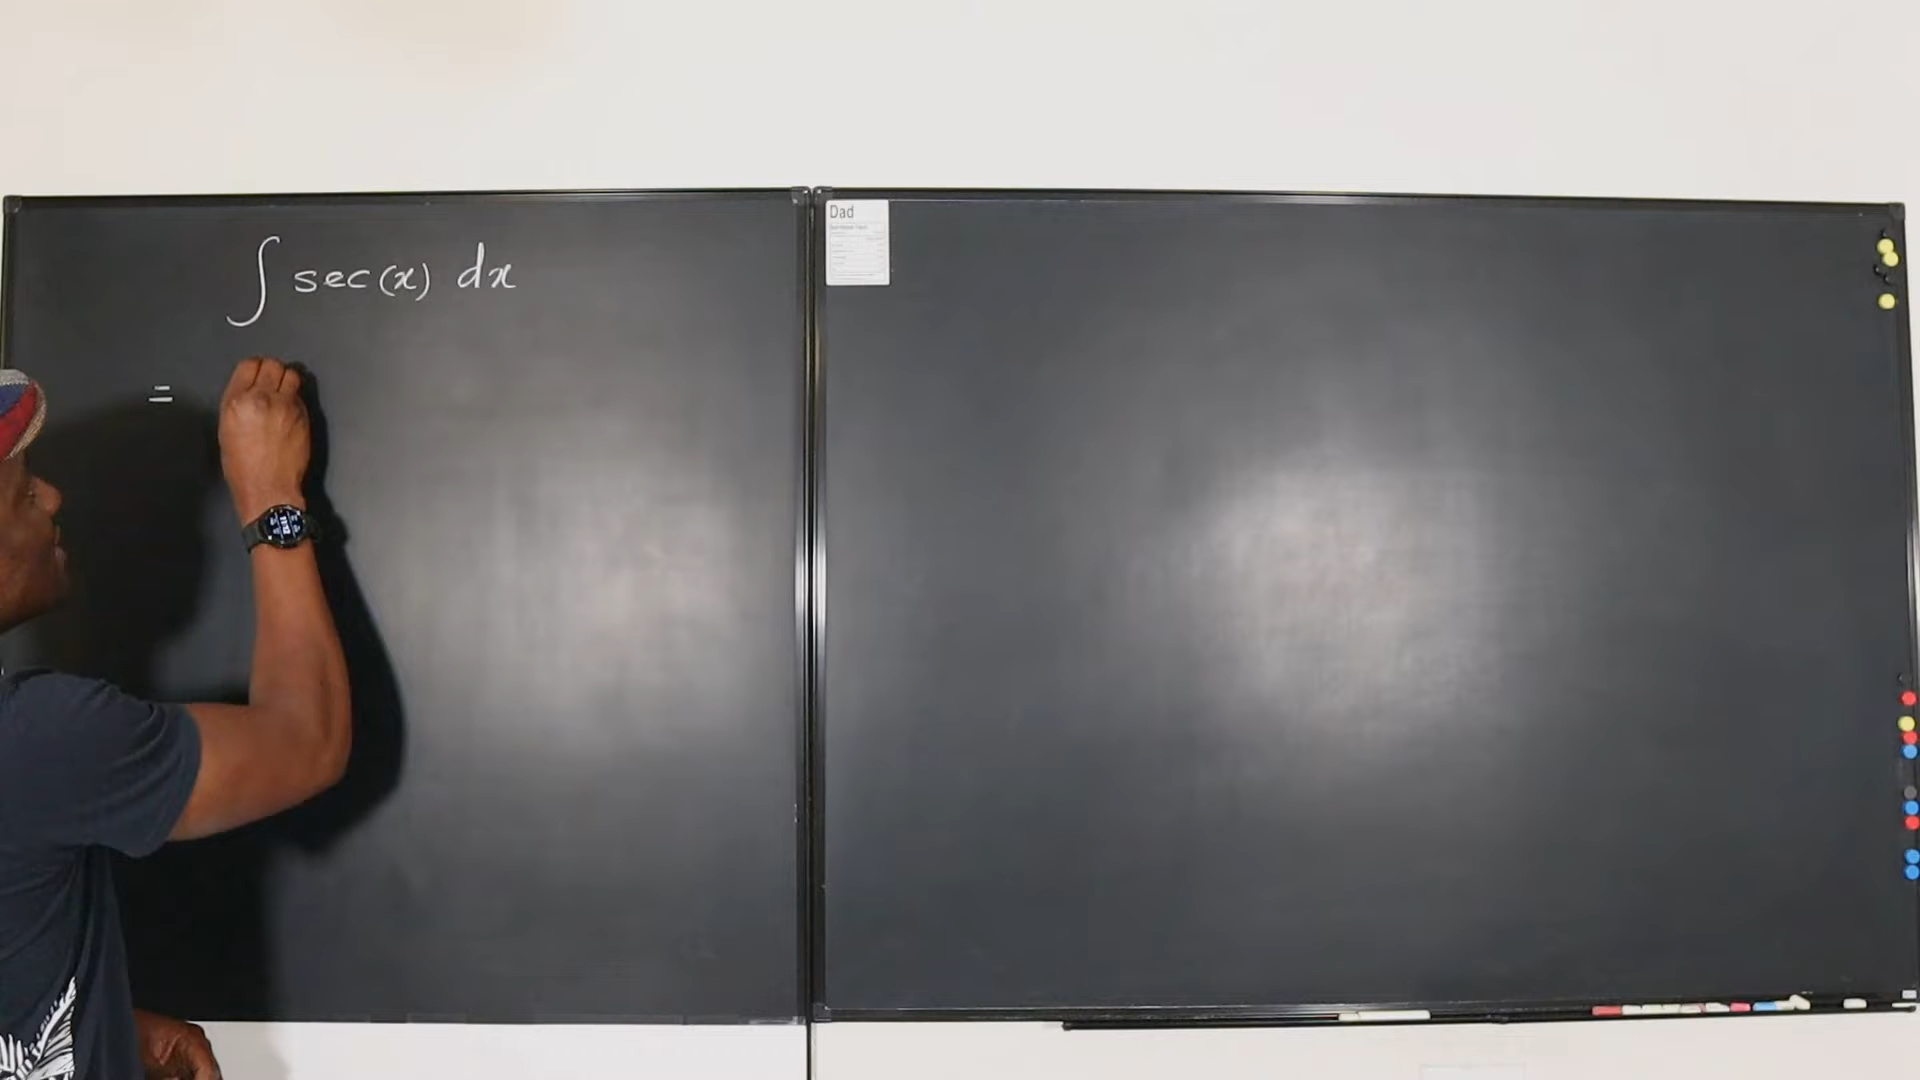 ∫ sec(x) dx
=
Dad